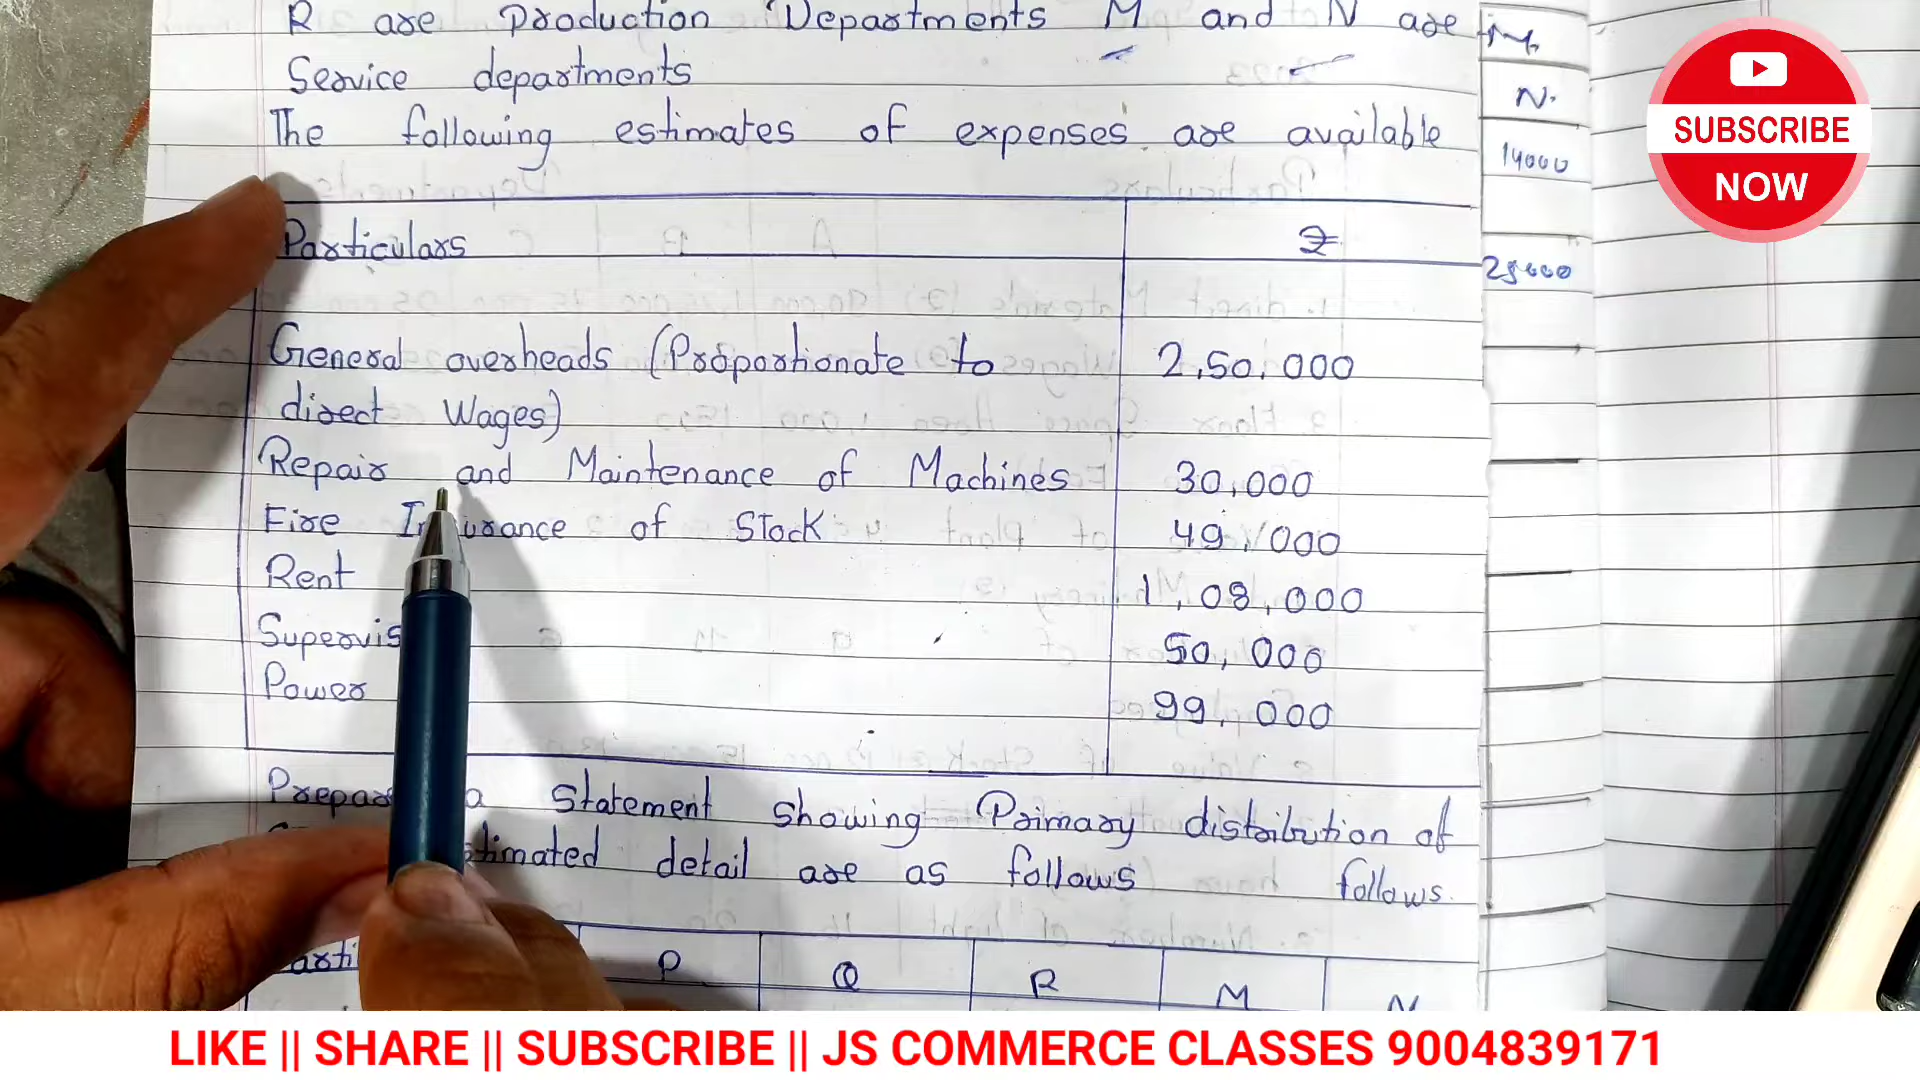 R are Production Departments M and N are
Service departments
The following estimates of expenses are available
Particulars ₹
General overheads (Proportionate to 2,50,000
direct Wages)
Repair and Maintenance of Machines 30,000
Fire Insurance of Stock 49,000
Rent 1,08,000
50,000
Power 99,000
a Statement showing Primary distribution of
detail are as follows follows.
P Q R M N
N.
14000
25000
SUBSCRIBE
NOW
LIKE || SHARE || SUBSCRIBE || JS COMMERCE CLASSES 9004839171